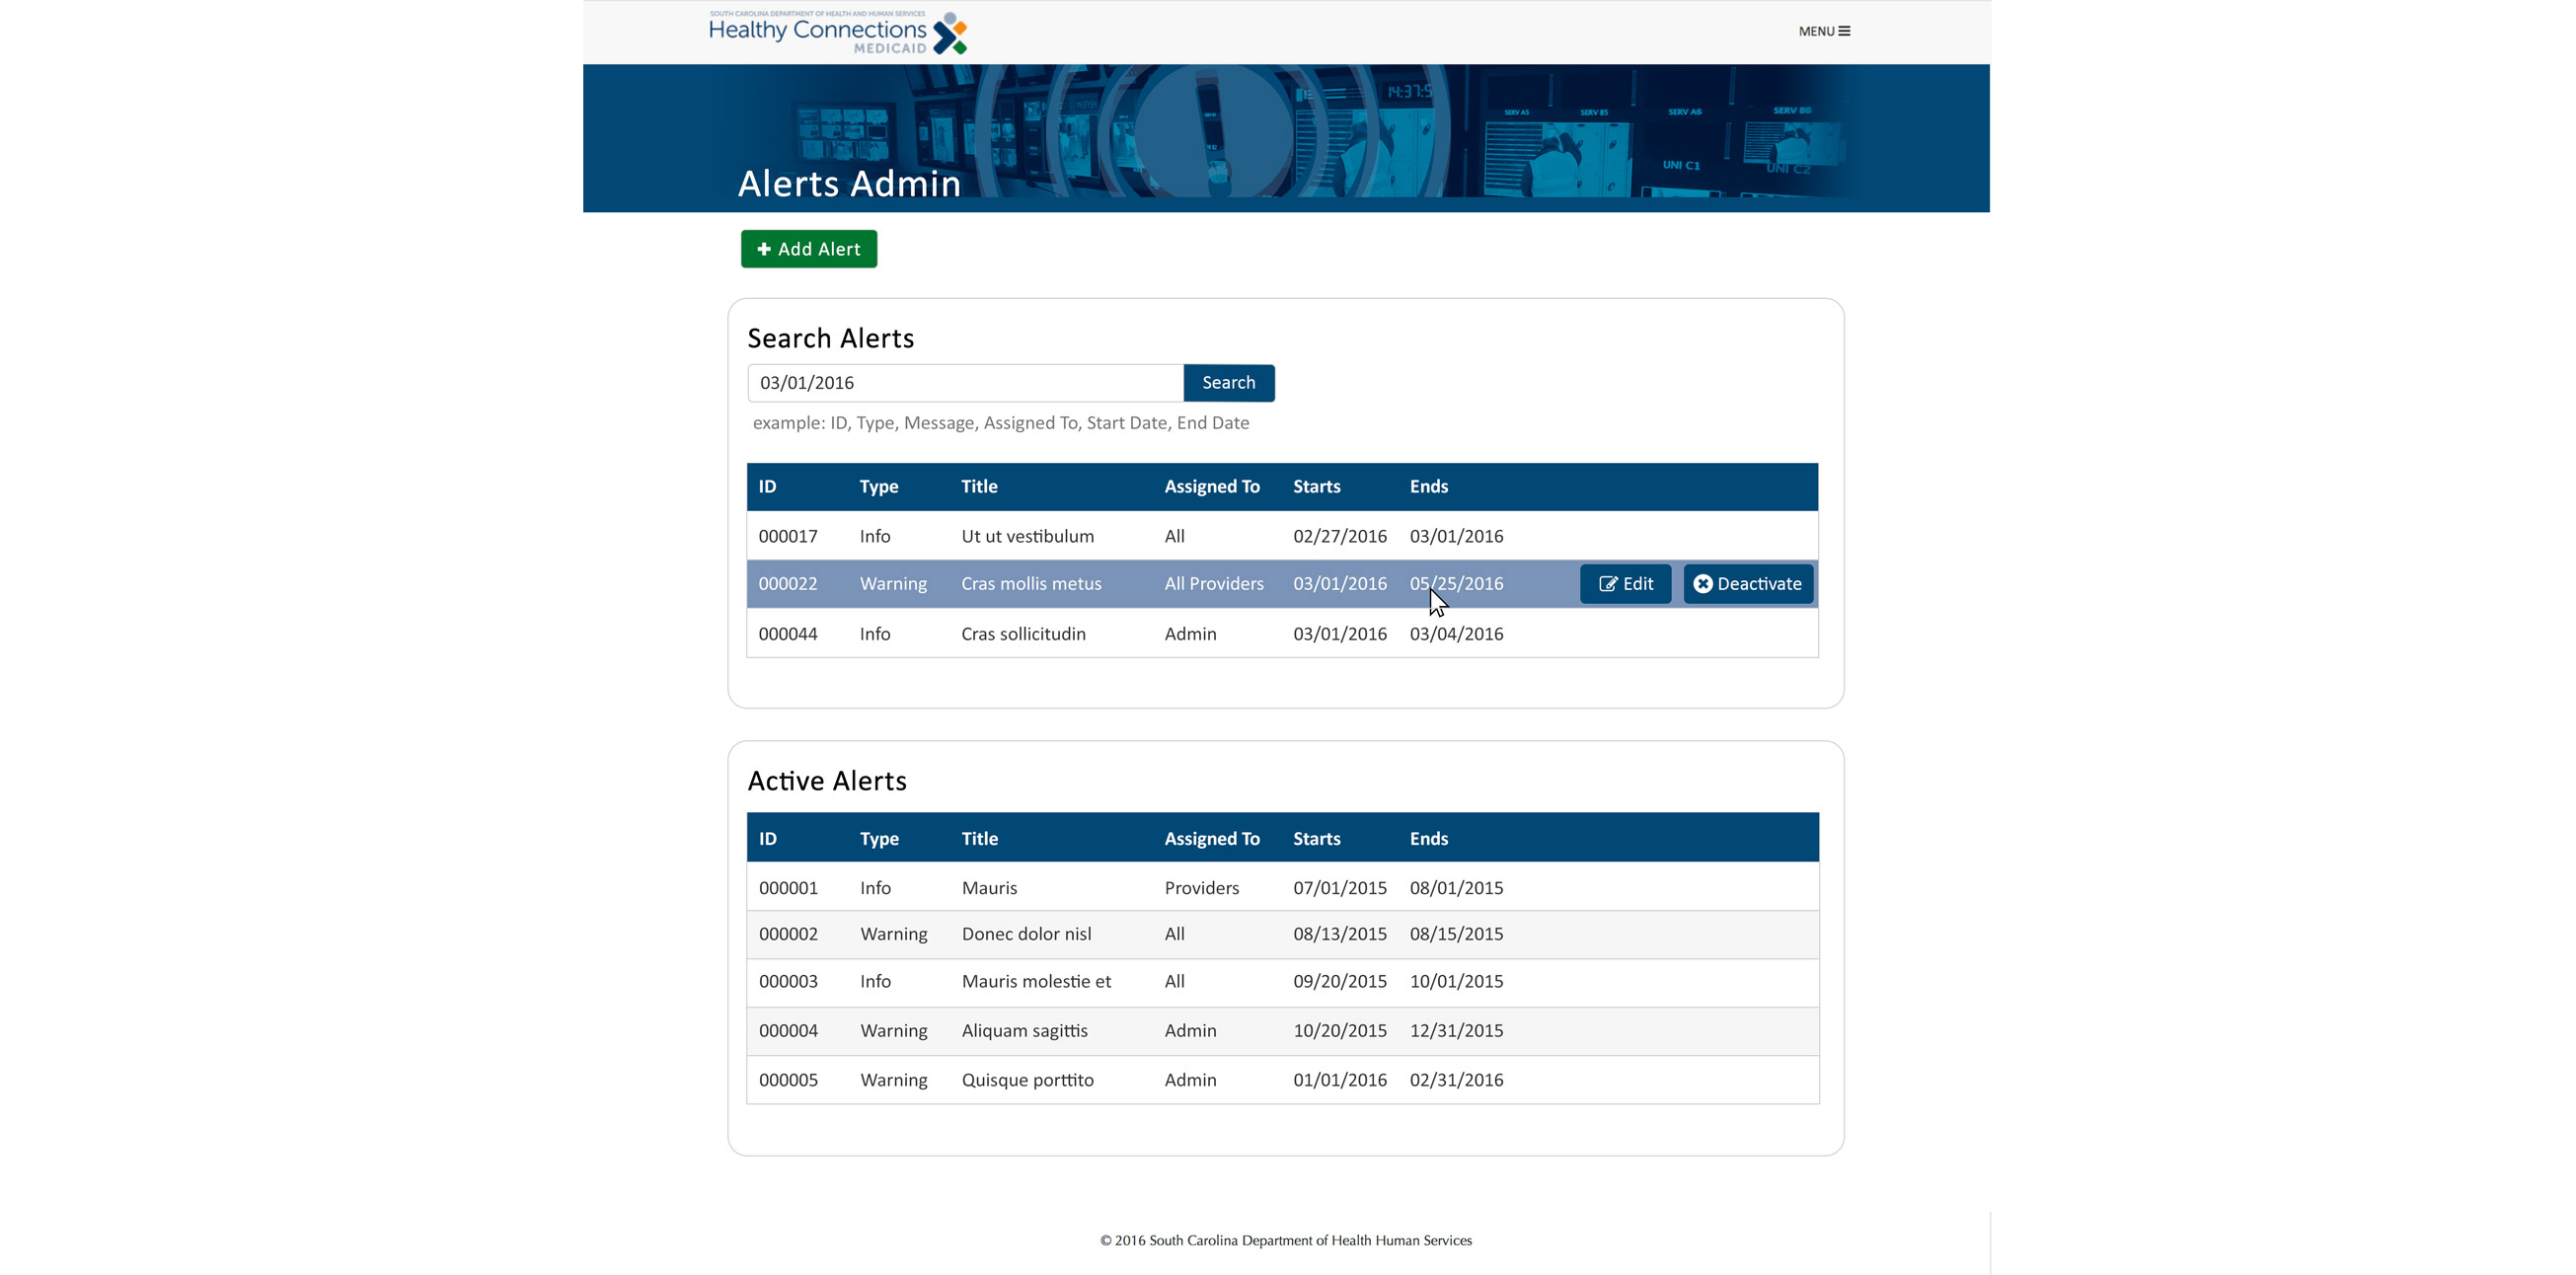 SOUTH CAROLINA DEPARTMENT OF HEALTH AND HUMAN SERVICES
Healthy Connections
MEDICAID
MENU
14:37:5
SERV A5 SERV B5 SERV A6 SERV B6
UNI C1 UNI C2
Alerts Admin
Add Alert
Search Alerts
03/01/2016 Search
example: ID, Type, Message, Assigned To, Start Date, End Date
ID Type Title Assigned To Starts Ends
000017 Info Ut ut vestibulum All 02/27/2016 03/01/2016
000022 Warning Cras mollis metus All Providers 03/01/2016 05/25/2016 Edit Deactivate
000044 Info Cras sollicitudin Admin 03/01/2016 03/04/2016
Active Alerts
ID Type Title Assigned To Starts Ends
000001 Info Mauris Providers 07/01/2015 08/01/2015
000002 Warning Donec dolor nisl All 08/13/2015 08/15/2015
000003 Info Mauris molestie et All 09/20/2015 10/01/2015
000004 Warning Aliquam sagittis Admin 10/20/2015 12/31/2015
000005 Warning Quisque porttito Admin 01/01/2016 02/31/2016
© 2016 South Carolina Department of Health Human Services